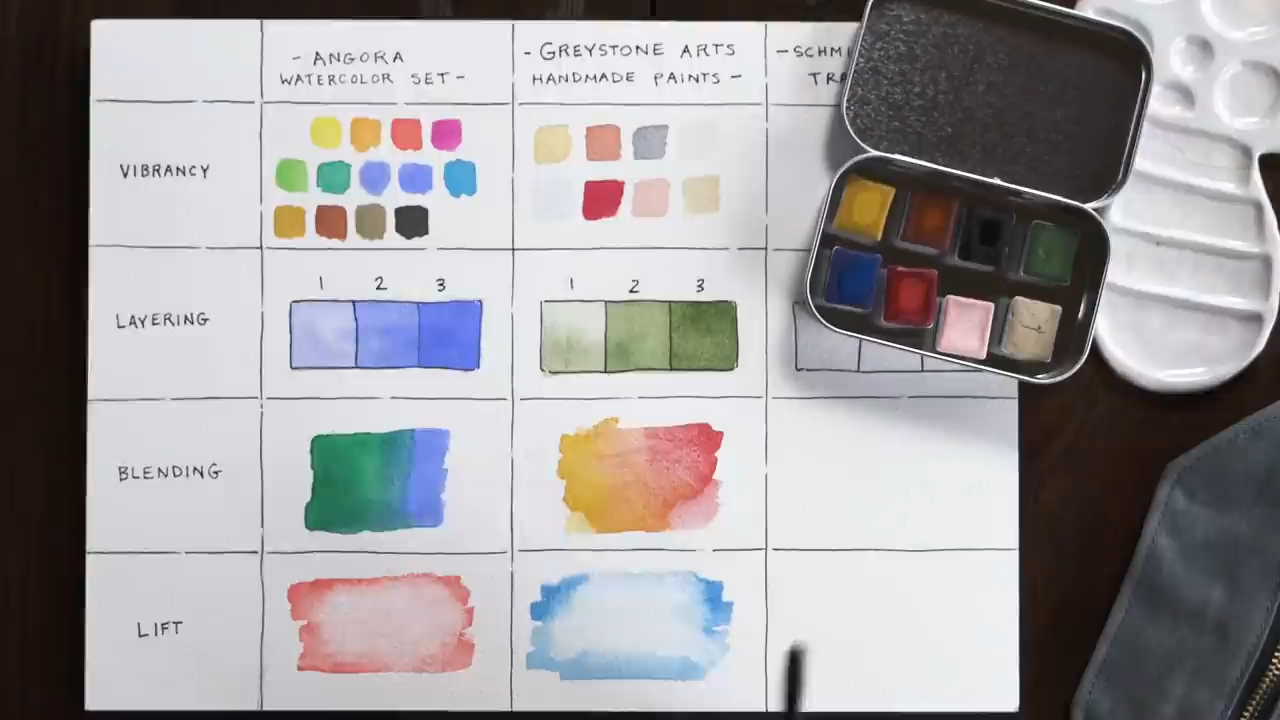 - ANGORA
WATERCOLOR SET -
- GREYSTONE ARTS
HANDMADE PAINTS -
VIBRANCY
LAYERING
1 2 3
1 2 3
BLENDING
LIFT